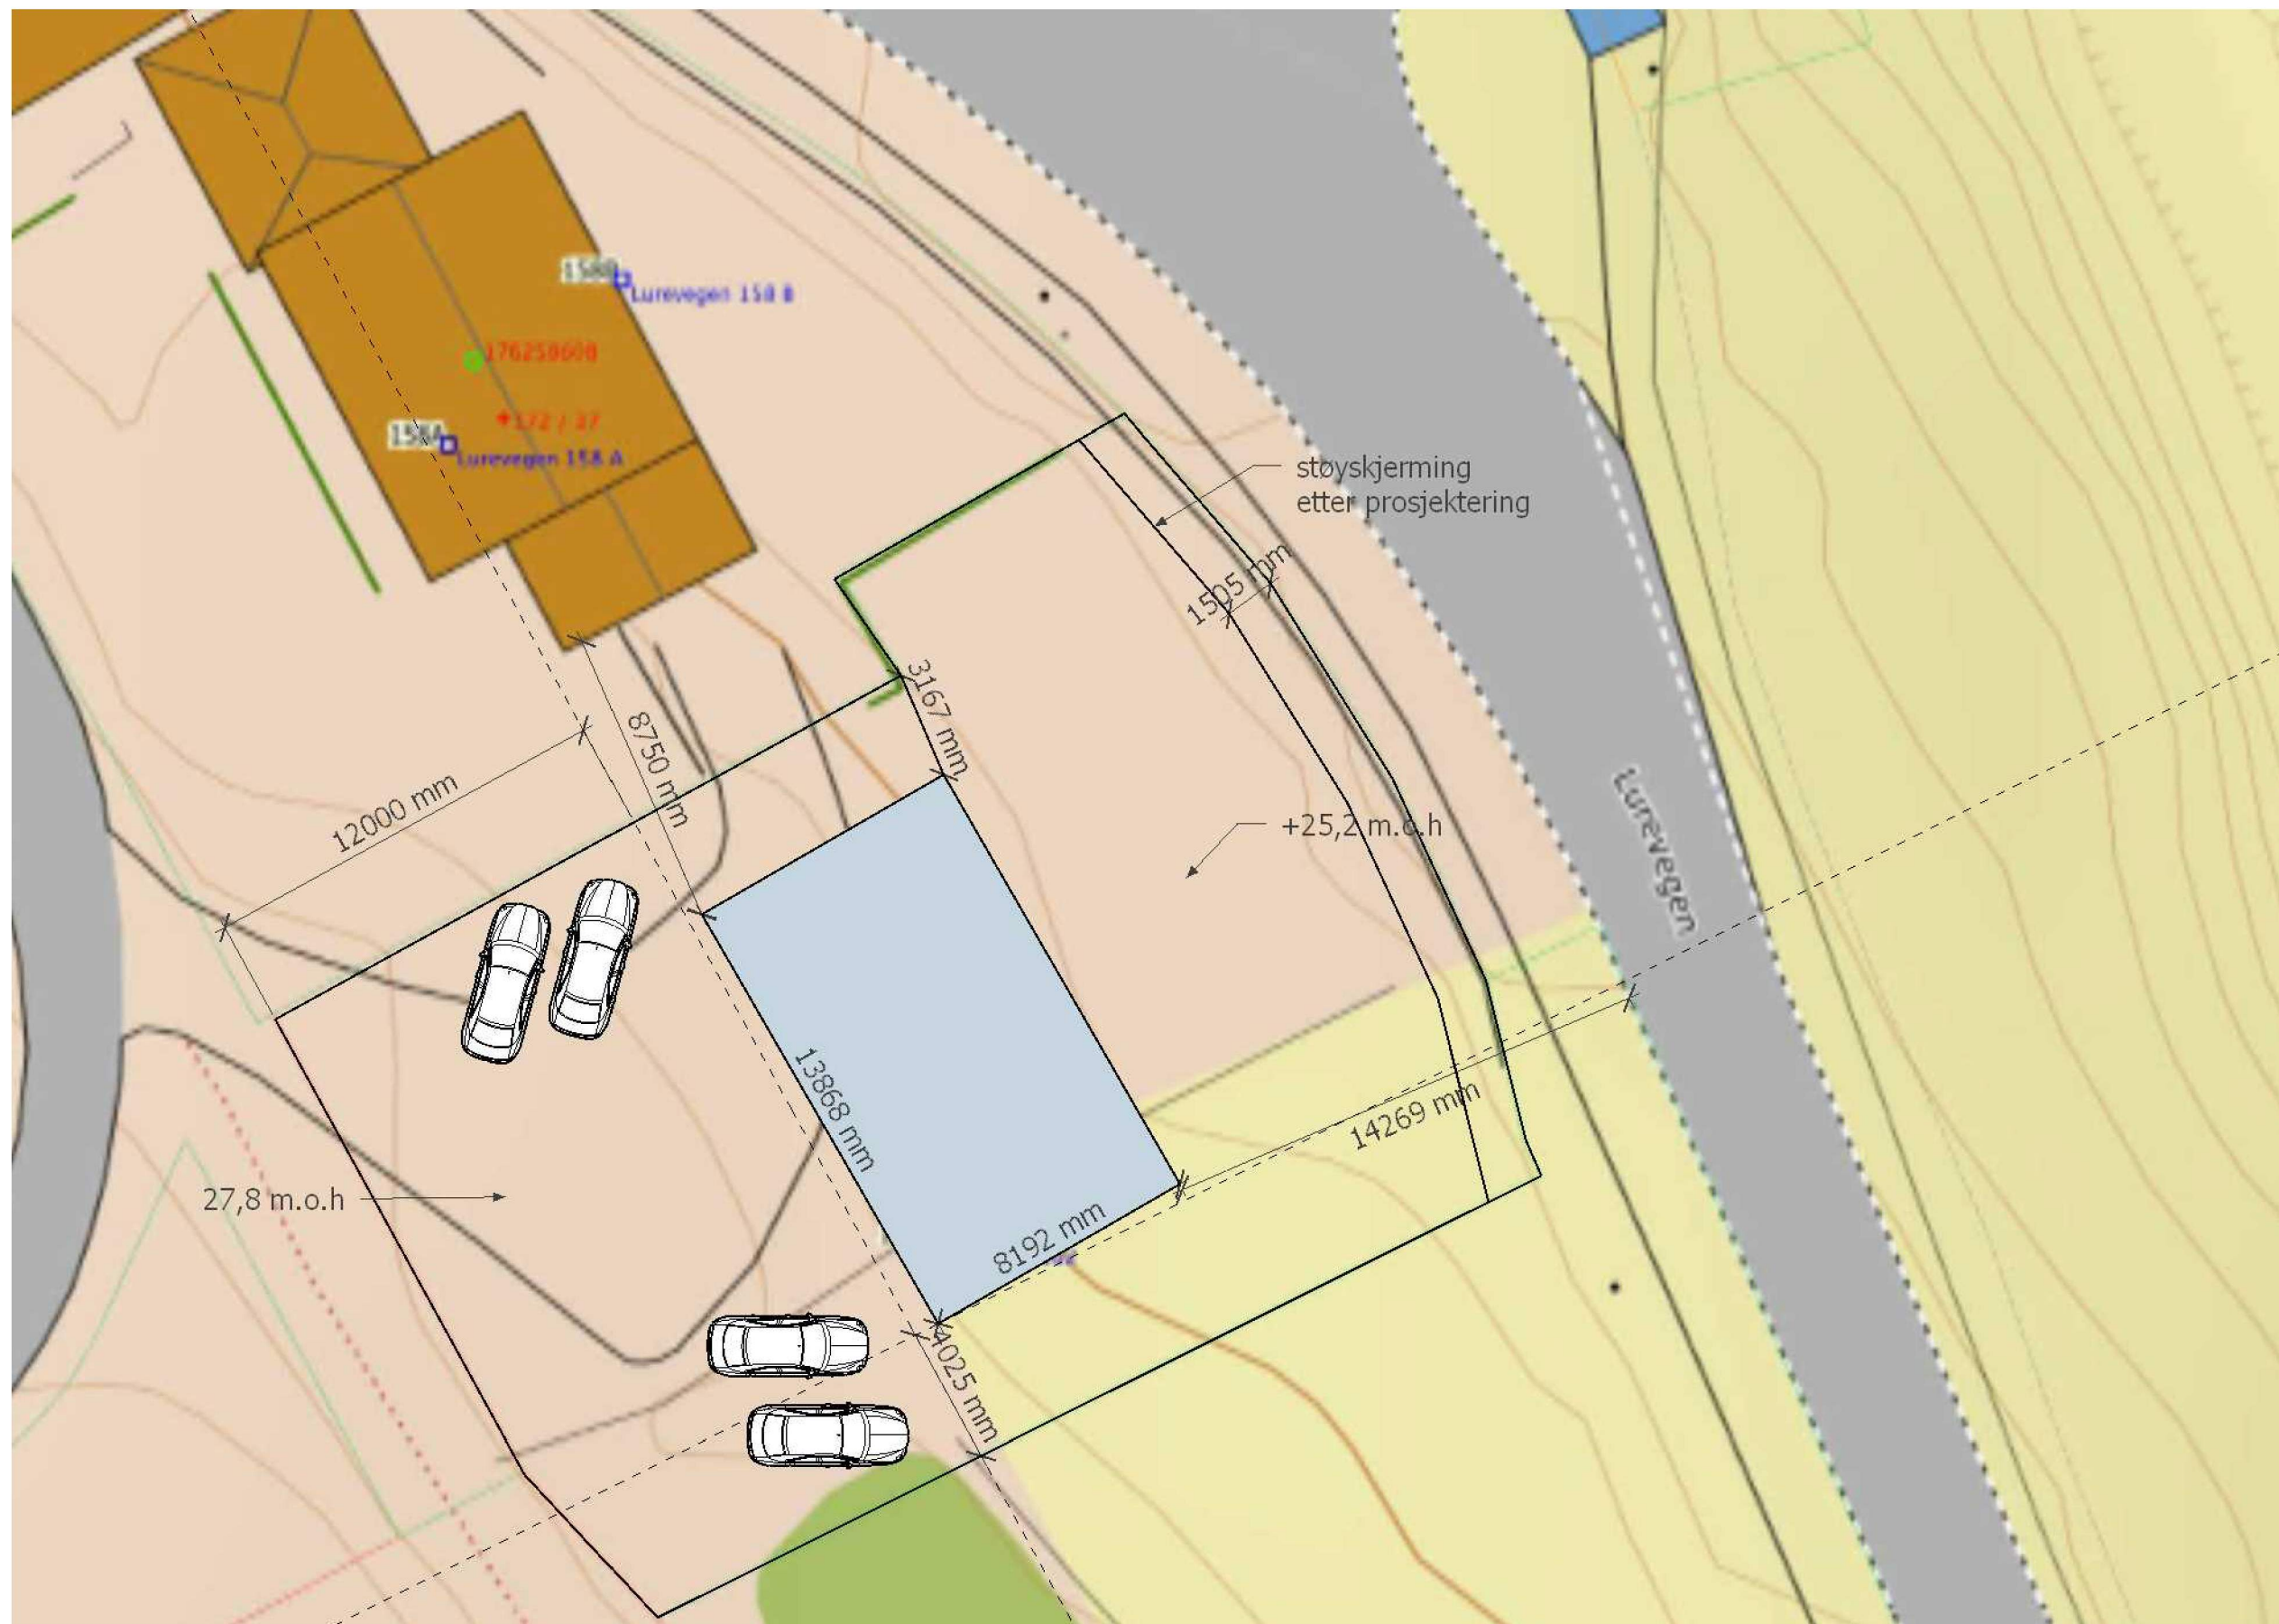 158B
Lurevegen 158 B
176258608
172 / 37
158A
Lurevegen 158 A
støyskjerming
etter prosjektering
1505 mm
3167 mm
8750 mm
12000 mm
+25,2 m.o.h
Lurevegen
13868 mm
14269 mm
27,8 m.o.h
8192 mm
4025 mm